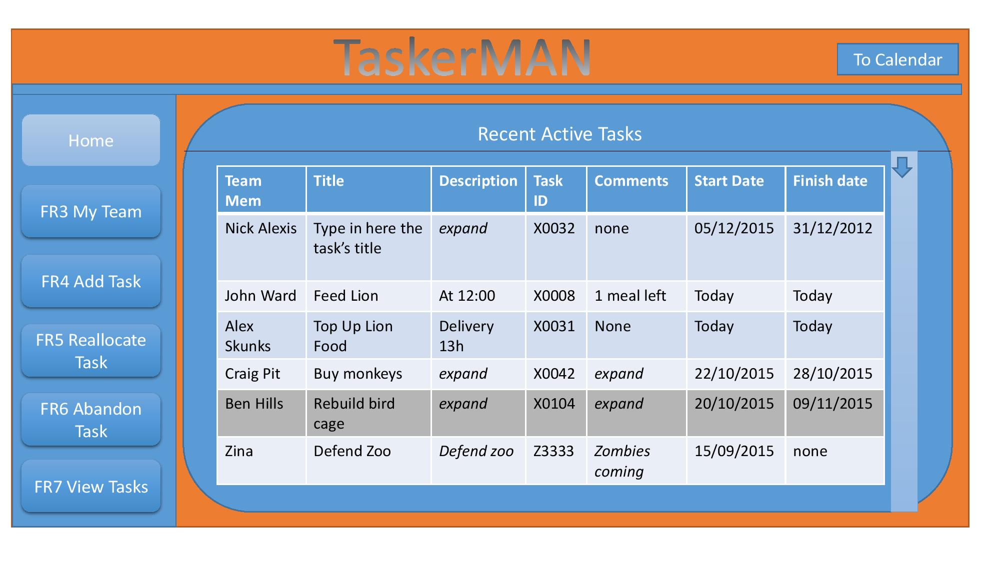 TaskerMAN
To Calendar
Home
FR3 My Team
FR4 Add Task
FR5 Reallocate
Task
FR6 Abandon
Task
FR7 View Tasks
Recent Active Tasks
Team Mem Title Description Task ID Comments Start Date Finish date
Nick Alexis Type in here the task’s title expand X0032 none 05/12/2015 31/12/2012
John Ward Feed Lion At 12:00 X0008 1 meal left Today Today
Alex Skunks Top Up Lion Food Delivery 13h X0031 None Today Today
Craig Pit Buy monkeys expand X0042 expand 22/10/2015 28/10/2015
Ben Hills Rebuild bird cage expand X0104 expand 20/10/2015 09/11/2015
Zina Defend Zoo Defend zoo Z3333 Zombies coming 15/09/2015 none